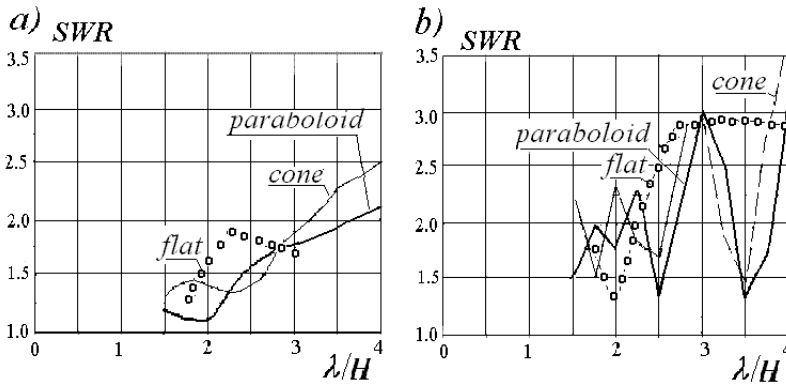 a) SWR
3.5
3.0
2.5
2.0
1.5
1.0
paraboloid
cone
flat
0 1 2 3 4
λ/H
b) SWR
3.5
3.0
2.5
2.0
1.5
1.0
cone
paraboloid
flat
0 1 2 3 4
λ/H